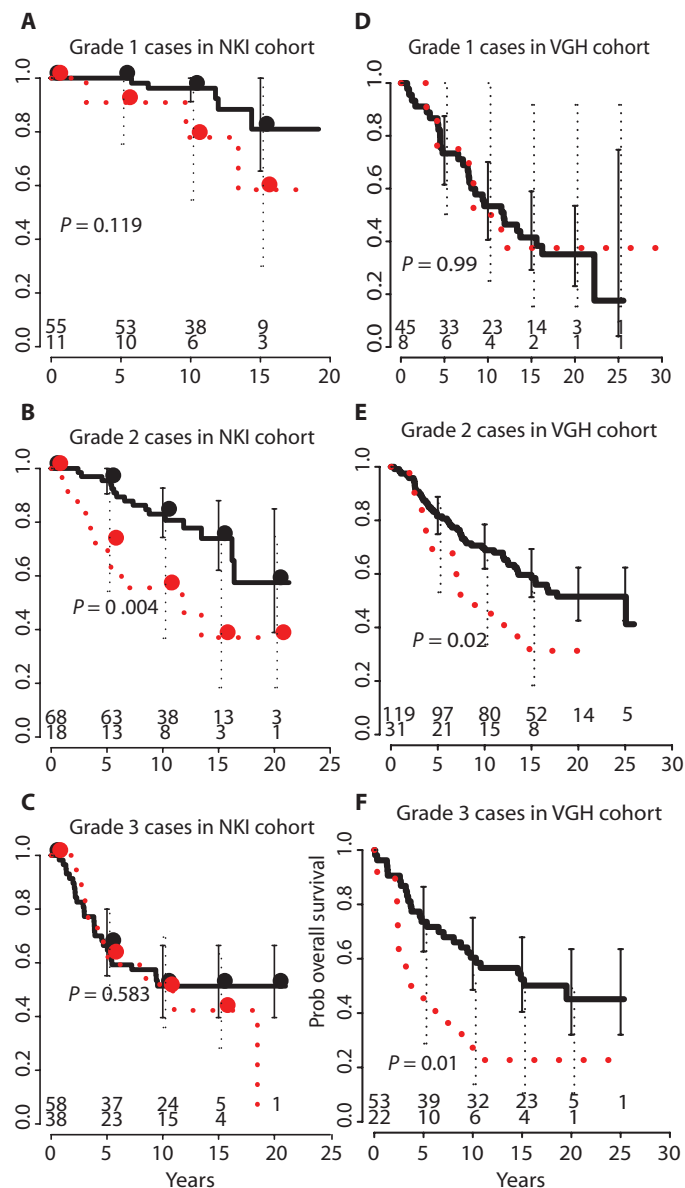 A
Grade 1 cases in NKI cohort
1.0
0.8
0.6
0.4
0.2
0.0
P = 0.119
55 53 38 9
11 10 6 3
0 5 10 15 20
B
Grade 2 cases in NKI cohort
1.0
0.8
0.6
0.4
0.2
0.0
P = 0 .004
68 63 38 13 3
18 13 8 3 1
0 5 10 15 20 25
C
Grade 3 cases in NKI cohort
1.0
0.8
0.6
0.4
0.2
0.0
P = 0.583
58 37 24 5 1
38 23 15 4
0 5 10 15 20 25
Years
D
Grade 1 cases in VGH cohort
1.0
0.8
0.6
0.4
0.2
0.0
P = 0.99
45 33 23 14 3 1
8 6 4 2 1 1
0 5 10 15 20 25 30
E
Grade 2 cases in VGH cohort
1.0
0.8
0.6
0.4
0.2
0.0
P = 0.02
119 97 80 52 14 5
31 21 15 8
0 5 10 15 20 25 30
F
Grade 3 cases in VGH cohort
Prob overall survival
1.0
0.8
0.6
0.4
0.2
0.0
P = 0.01
53 39 32 23 5 1
22 10 6 4 1
0 5 10 15 20 25 30
Years